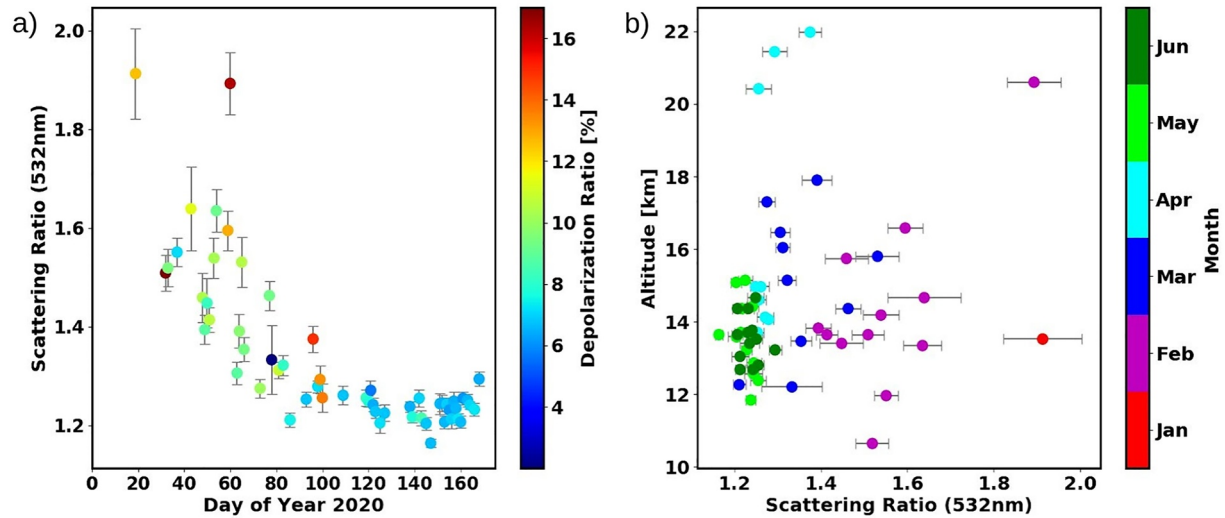 a)
2.0
1.8
1.6
1.4
1.2
Scattering Ratio (532nm)
0 20 40 60 80 100 120 140 160
Day of Year 2020
16
14
12
10
8
6
4
Depolarization Ratio [%]
b)
22
20
18
16
14
12
10
Altitude [km]
1.2 1.4 1.6 1.8 2.0
Scattering Ratio (532nm)
Jun
May
Apr
Mar
Feb
Jan
Month